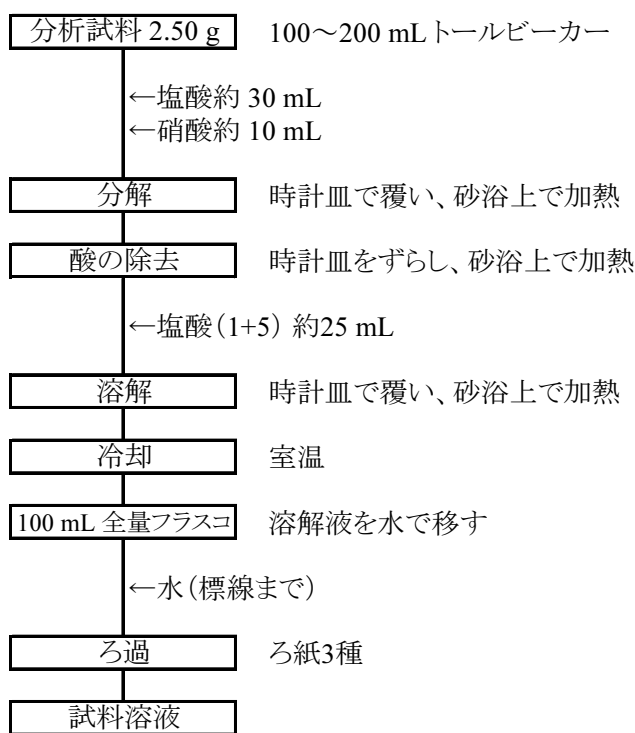 分析試料 2.50 g　100～200 mLトールビーカー
←塩酸約 30 mL
←硝酸約 10 mL
分解　時計皿で覆い、砂浴上で加熱
酸の除去　時計皿をずらし、砂浴上で加熱
←塩酸（1+5） 約25 mL
溶解　時計皿で覆い、砂浴上で加熱
冷却　室温
100 mL 全量フラスコ　溶解液を水で移す
←水（標線まで）
ろ過　ろ紙3種
試料溶液